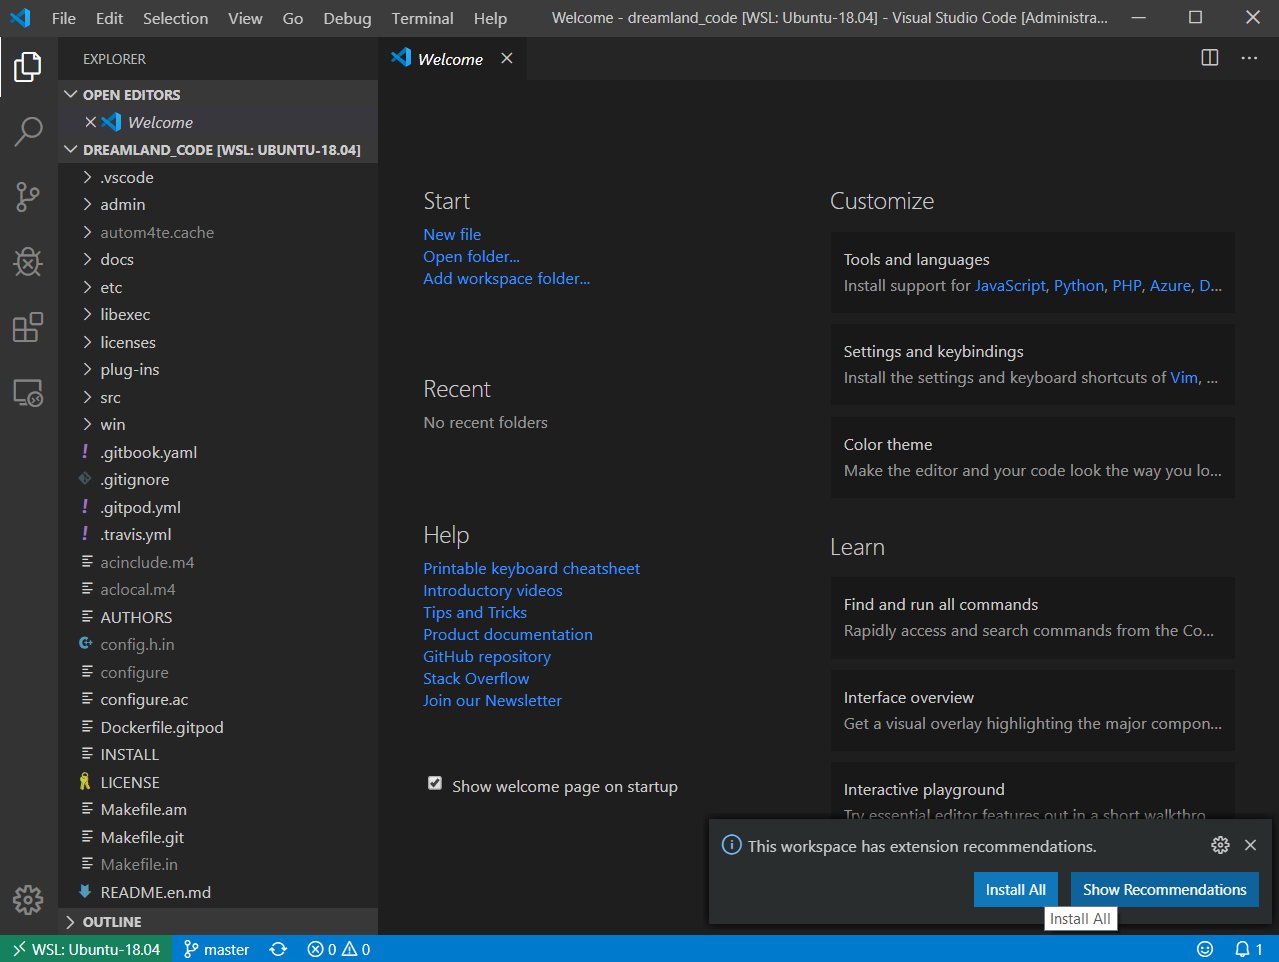 File Edit Selection View Go Debug Terminal Help Welcome - dreamland_code [WSL: Ubuntu-18.04] - Visual Studio Code [Administra...
EXPLORER
OPEN EDITORS
Welcome
DREAMLAND_CODE [WSL: UBUNTU-18.04]
.vscode
admin
autom4te.cache
docs
etc
libexec
licenses
plug-ins
src
win
.gitbook.yaml
.gitignore
.gitpod.yml
.travis.yml
acinclude.m4
aclocal.m4
AUTHORS
config.h.in
configure
configure.ac
Dockerfile.gitpod
INSTALL
LICENSE
Makefile.am
Makefile.git
Makefile.in
README.en.md
OUTLINE
Welcome
Start
New file
Open folder...
Add workspace folder...
Recent
No recent folders
Help
Printable keyboard cheatsheet
Introductory videos
Tips and Tricks
Product documentation
GitHub repository
Stack Overflow
Join our Newsletter
Show welcome page on startup
Customize
Tools and languages
Install support for JavaScript, Python, PHP, Azure, D...
Settings and keybindings
Install the settings and keyboard shortcuts of Vim, ...
Color theme
Make the editor and your code look the way you lo...
Learn
Find and run all commands
Rapidly access and search commands from the Co...
Interface overview
Get a visual overlay highlighting the major compon...
Interactive playground
Try essential editor features out in a short walkthro...
This workspace has extension recommendations.
Install All Show Recommendations
Install All
WSL: Ubuntu-18.04 master 0 0 1